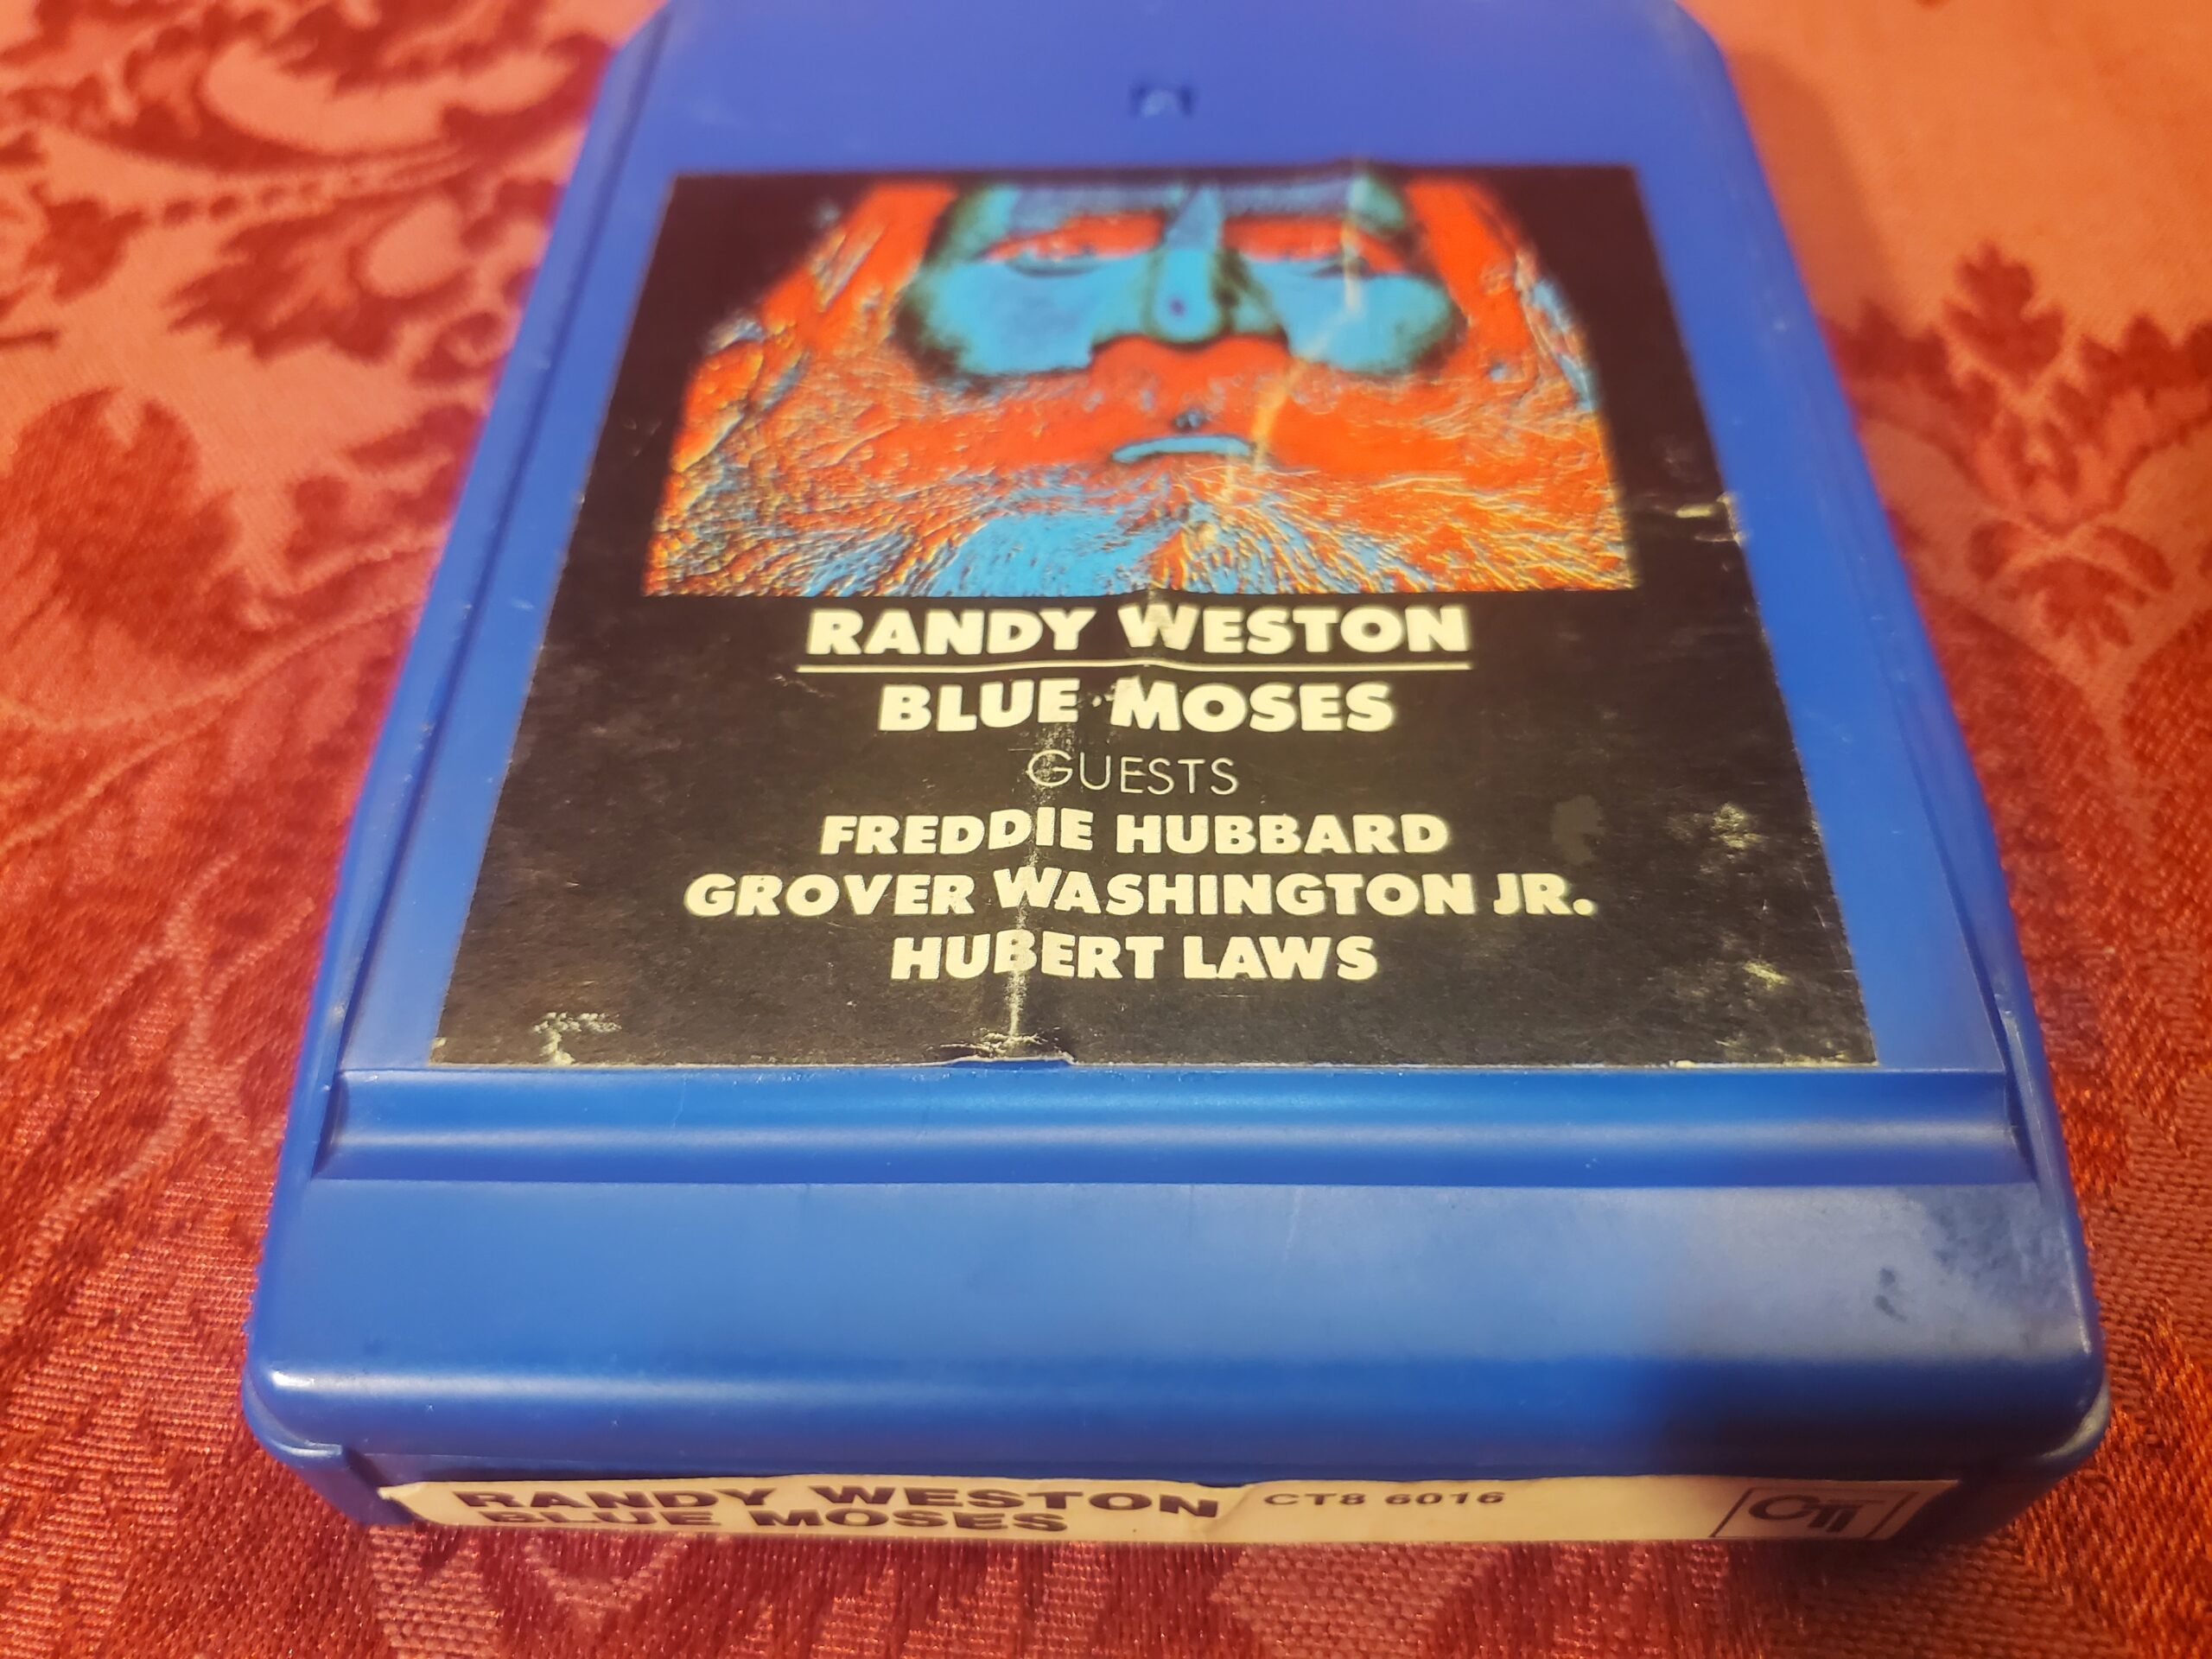 RANDY WESTON
BLUE MOSES
GUESTS
FREDDIE HUBBARD
GROVER WASHINGTON JR.
HUBERT LAWS
RANDY WESTON CT8 6016 CTI
BLUE MOSES